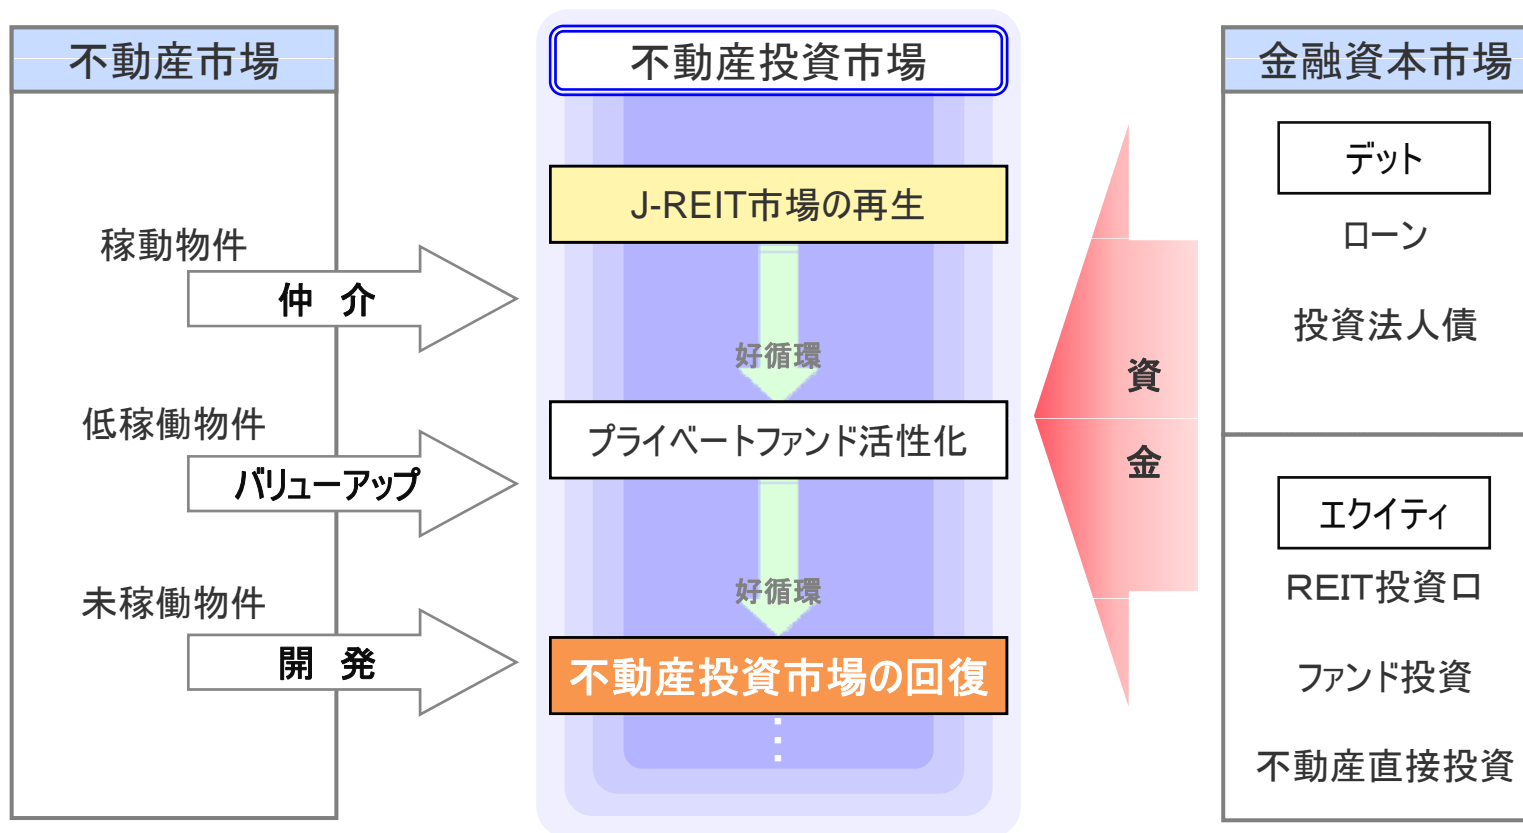 不動産市場
稼動物件
仲 介
低稼働物件
バリューアップ
未稼働物件
開 発
不動産投資市場
J-REIT市場の再生
好循環
プライベートファンド活性化
好循環
不動産投資市場の回復
資
金
金融資本市場
デット
ローン
投資法人債
エクイティ
REIT投資口
ファンド投資
不動産直接投資